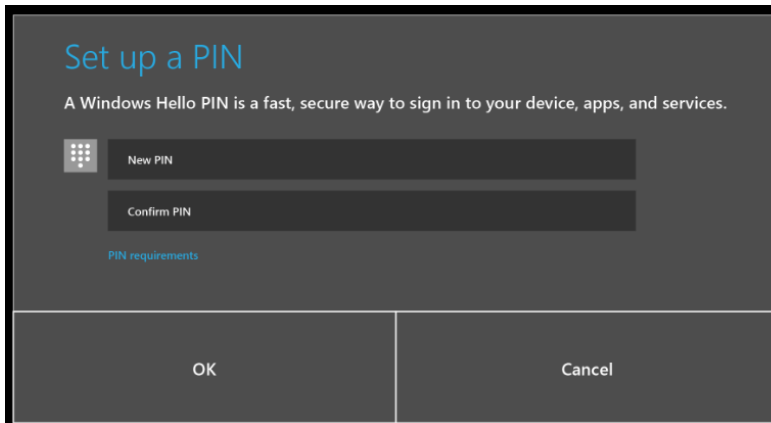 Set up a PIN
A Windows Hello PIN is a fast, secure way to sign in to your device, apps, and services.
New PIN
Confirm PIN
PIN requirements
OK
Cancel